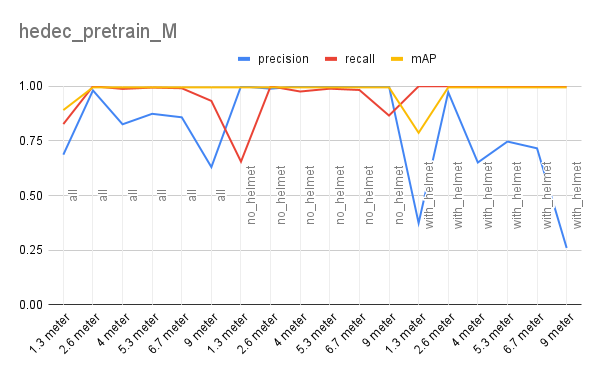 hedec_pretrain_M
precision recall mAP
1.00
0.75
0.50
0.25
0.00
all all all all all all no_helmet no_helmet no_helmet no_helmet no_helmet no_helmet with_helmet with_helmet with_helmet with_helmet with_helmet with_helmet
1.3 meter 2.6 meter 4 meter 5.3 meter 6.7 meter 9 meter 1.3 meter 2.6 meter 4 meter 5.3 meter 6.7 meter 9 meter 1.3 meter 2.6 meter 4 meter 5.3 meter 6.7 meter 9 meter